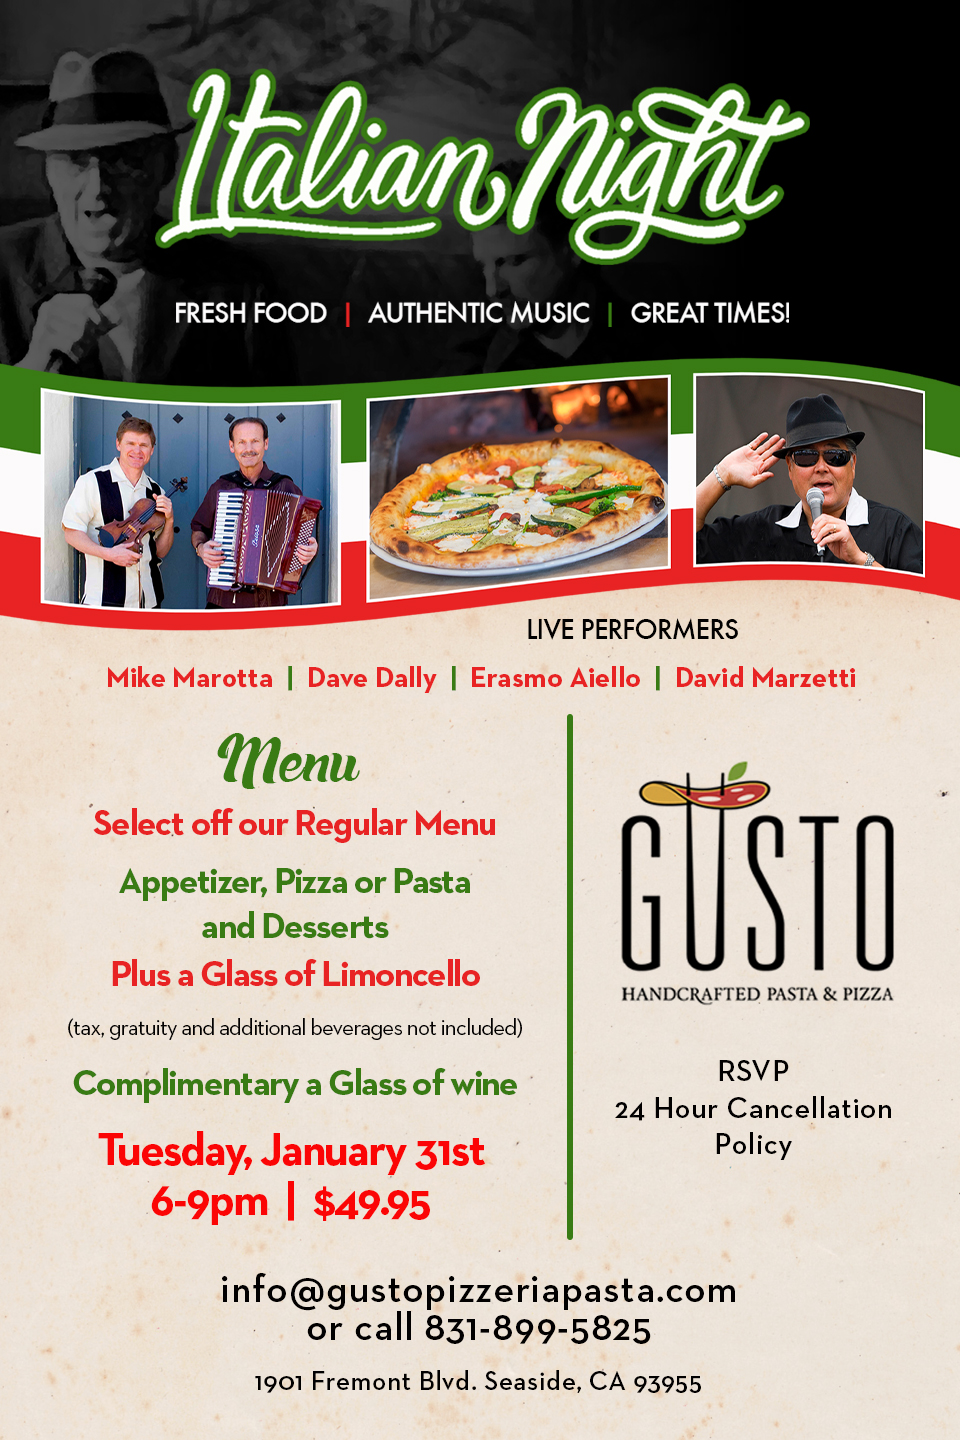 Italian Night
FRESH FOOD | AUTHENTIC MUSIC | GREAT TIMES!
LIVE PERFORMERS
Mike Marotta | Dave Dally | Erasmo Aiello | David Marzetti
Menu
Select off our Regular Menu
Appetizer, Pizza or Pasta
and Desserts
Plus a Glass of Limoncello
(tax, gratuity and additional beverages not included)
Complimentary a Glass of wine
Tuesday, January 31st
6-9pm | $49.95
GUSTO
HANDCRAFTED PASTA & PIZZA
RSVP
24 Hour Cancellation
Policy
info@gustopizzeriapasta.com
or call 831-899-5825
1901 Fremont Blvd. Seaside, CA 93955